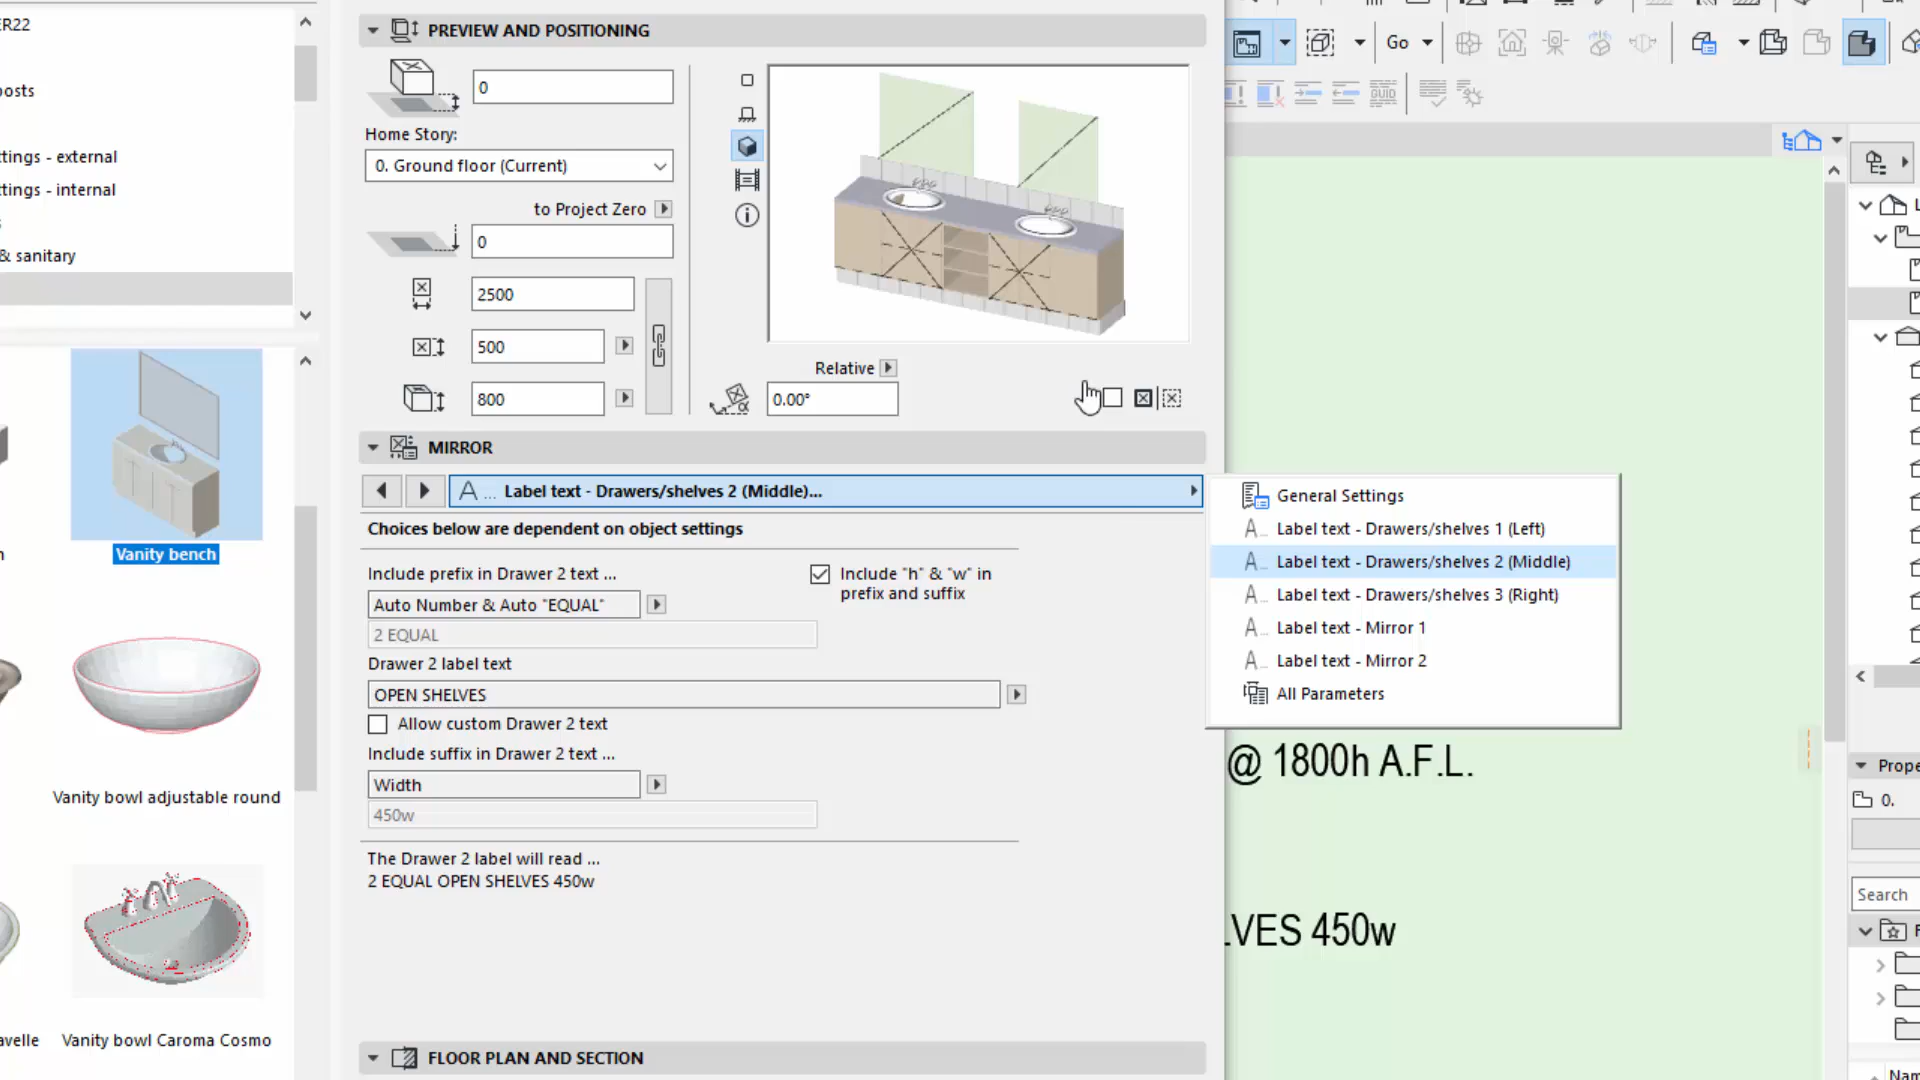 ER22
osts
ttings - external
ttings - internal
& sanitary
Vanity bench
Vanity bowl adjustable round
avelle
Vanity bowl Caroma Cosmo
PREVIEW AND POSITIONING
0
Home Story:
0. Ground floor (Current)
to Project Zero
0
2500
500
800
Relative
0.00°
MIRROR
A ... Label text - Drawers/shelves 2 (Middle)...
Choices below are dependent on object settings
Include prefix in Drawer 2 text ...
Include "h" & "w" in
prefix and suffix
Auto Number & Auto "EQUAL"
2 EQUAL
Drawer 2 label text
OPEN SHELVES
Allow custom Drawer 2 text
Include suffix in Drawer 2 text ...
Width
450w
The Drawer 2 label will read ...
2 EQUAL OPEN SHELVES 450w
FLOOR PLAN AND SECTION
Go
GUID
General Settings
Label text - Drawers/shelves 1 (Left)
Label text - Drawers/shelves 2 (Middle)
Label text - Drawers/shelves 3 (Right)
Label text - Mirror 1
Label text - Mirror 2
All Parameters
@ 1800h A.F.L.
LVES 450w
Prope
0.
Search
F
Nam